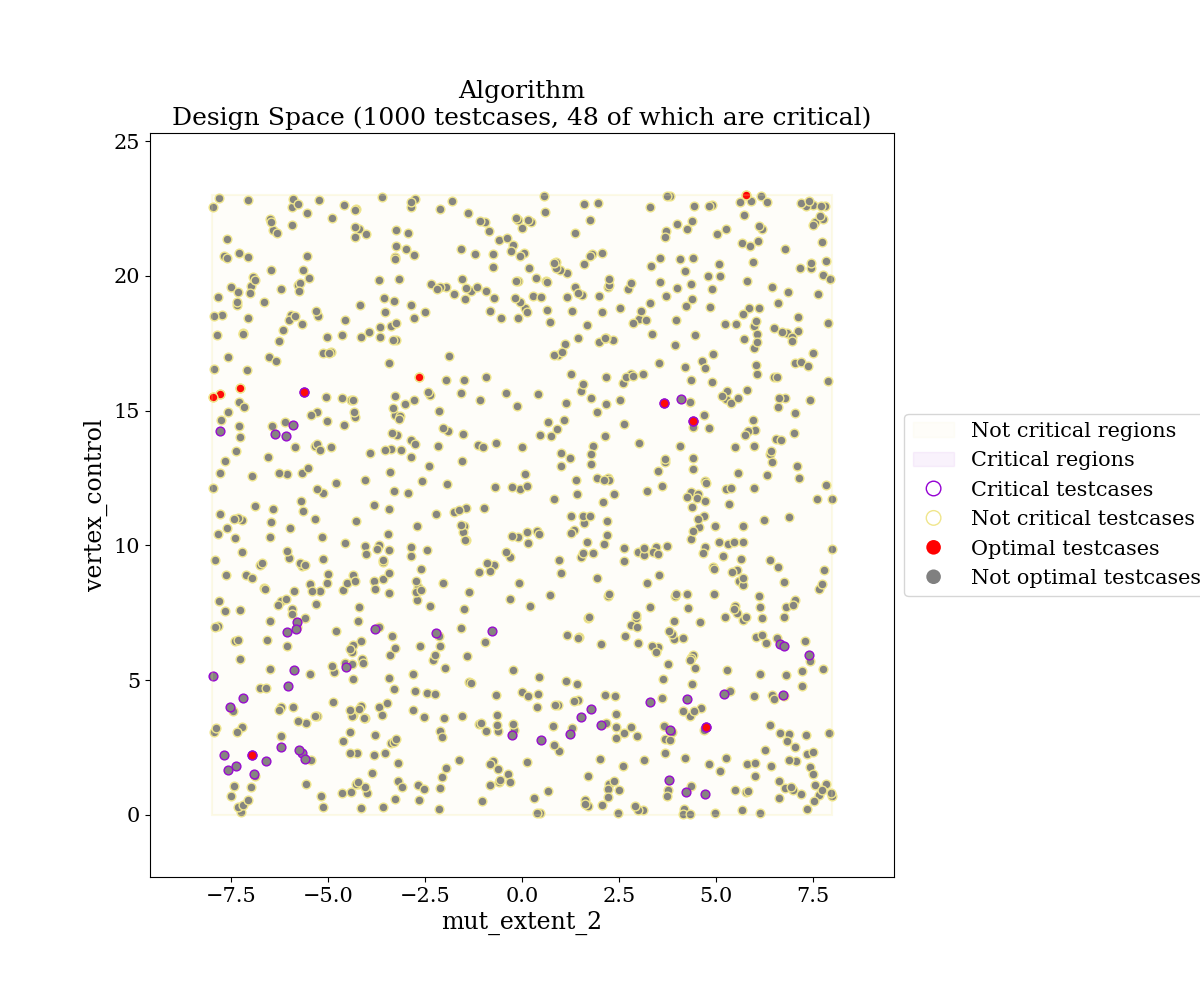 Algorithm
Design Space (1000 testcases, 48 of which are critical)
25
20
15
10
5
0
vertex_control
−7.5
−5.0
−2.5
0.0
2.5
5.0
7.5
mut_extent_2
Not critical regions
Critical regions
Critical testcases
Not critical testcases
Optimal testcases
Not optimal testcases